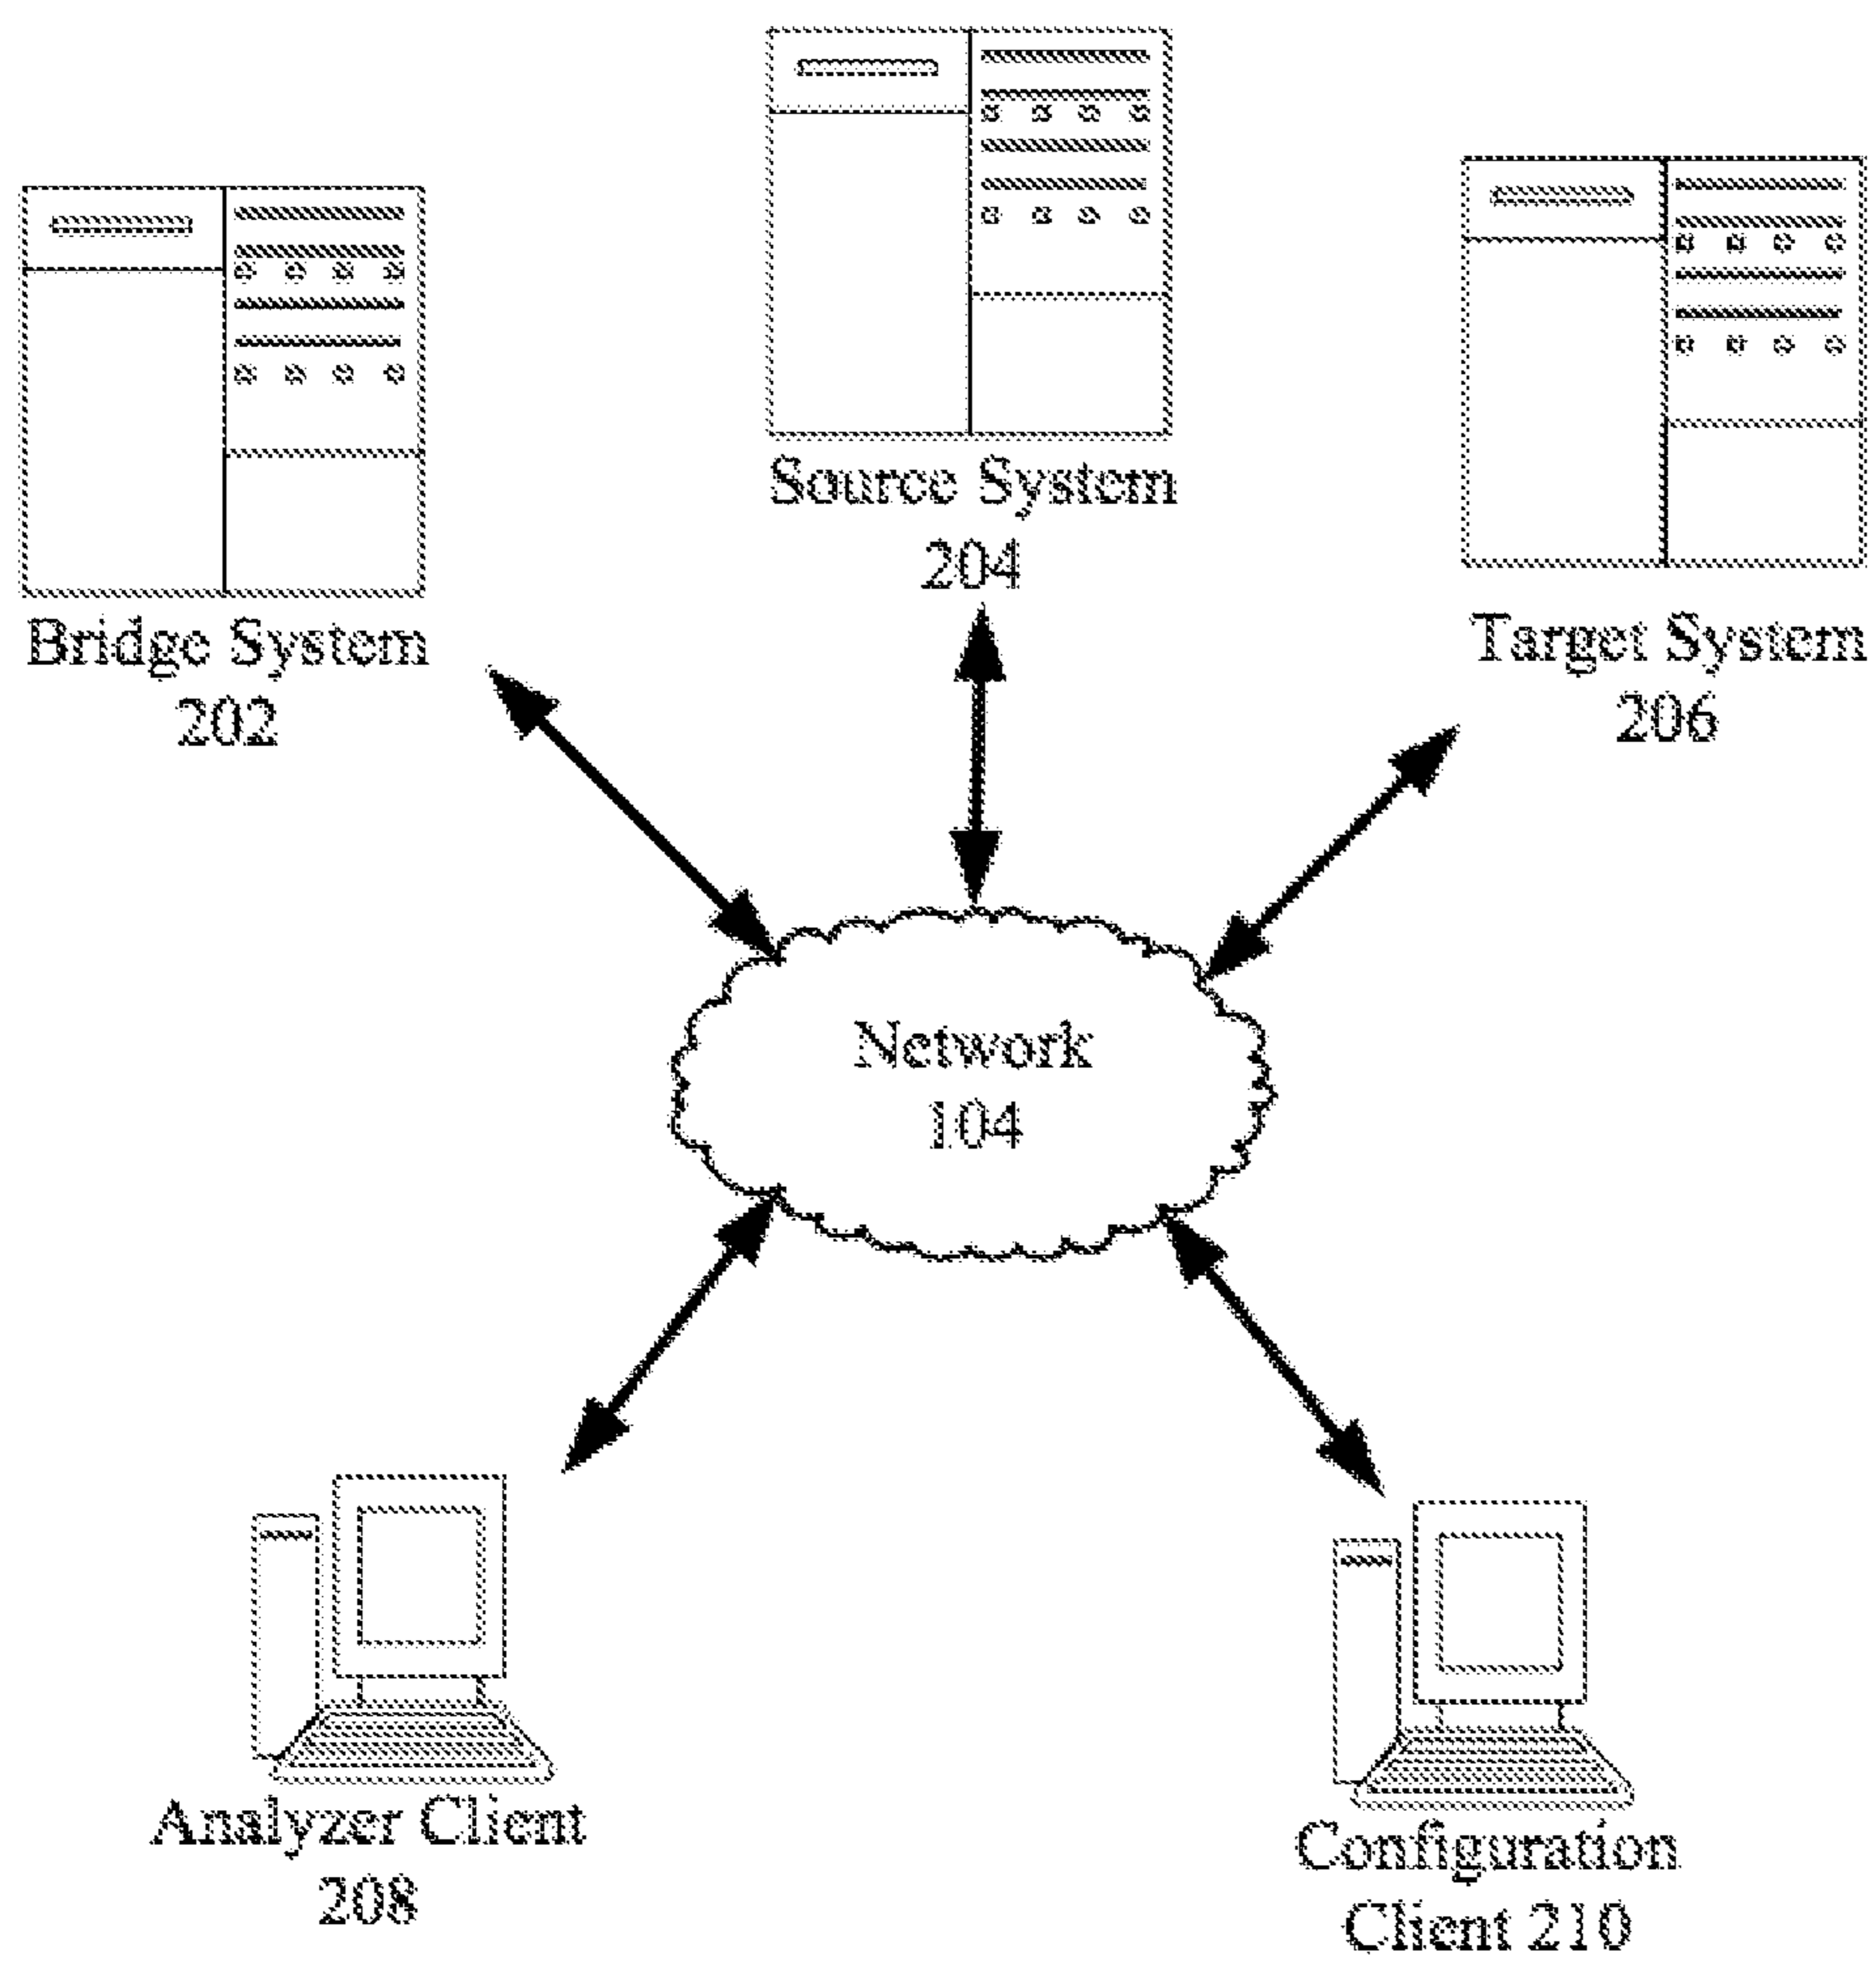 Source System
204
Bridge System
202
Target System
206
Network
104
Analyzer Client
208
Configuration
Client 210